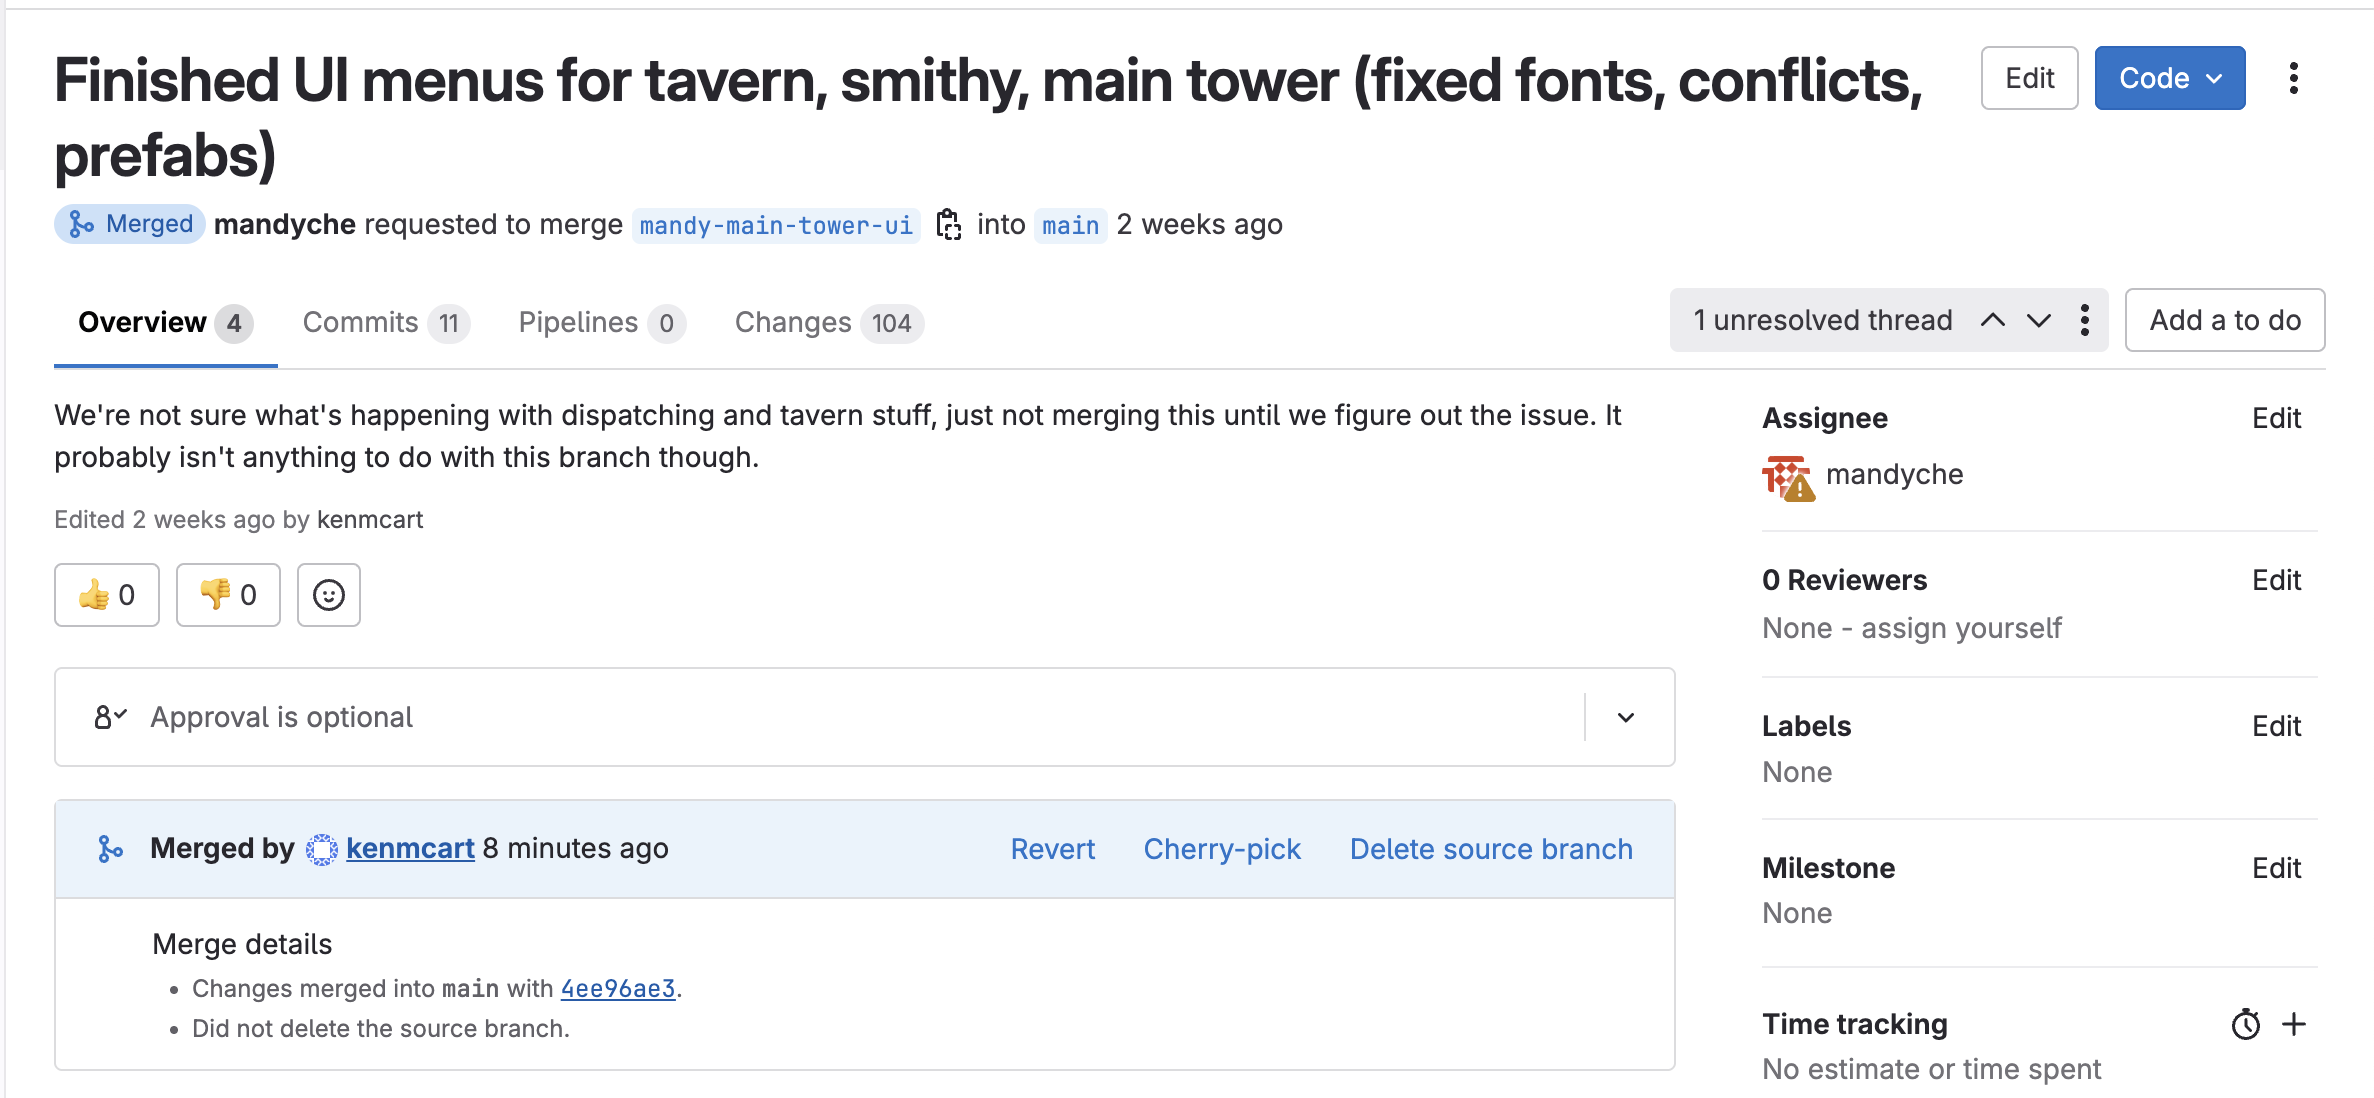 Finished UI menus for tavern, smithy, main tower (fixed fonts, conflicts,
prefabs)
Edit
Code
Merged mandyche requested to merge mandy-main-tower-ui into main 2 weeks ago
Overview 4
Commits 11
Pipelines 0
Changes 104
1 unresolved thread
Add a to do
We're not sure what's happening with dispatching and tavern stuff, just not merging this until we figure out the issue. It
probably isn't anything to do with this branch though.
Edited 2 weeks ago by kenmcart
0
0
Approval is optional
Merged by kenmcart 8 minutes ago
Revert
Cherry-pick
Delete source branch
Merge details
Changes merged into main with 4ee96ae3.
Did not delete the source branch.
Assignee
Edit
mandyche
0 Reviewers
Edit
None - assign yourself
Labels
Edit
None
Milestone
Edit
None
Time tracking
No estimate or time spent